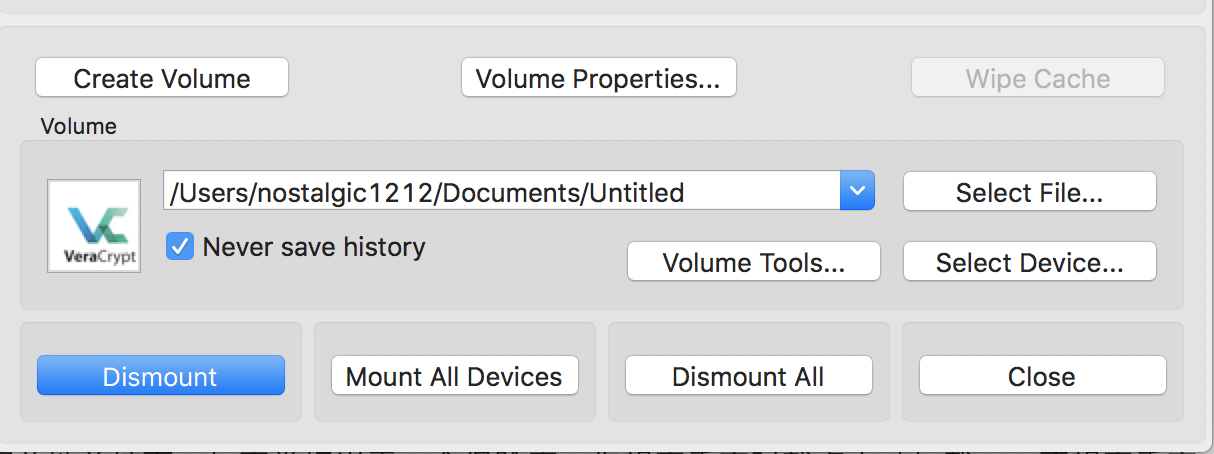 Create Volume
Volume Properties...
Wipe Cache
Volume
/Users/nostalgic1212/Documents/Untitled
Select File...
VeraCrypt
Never save history
Volume Tools...
Select Device...
Dismount
Mount All Devices
Dismount All
Close